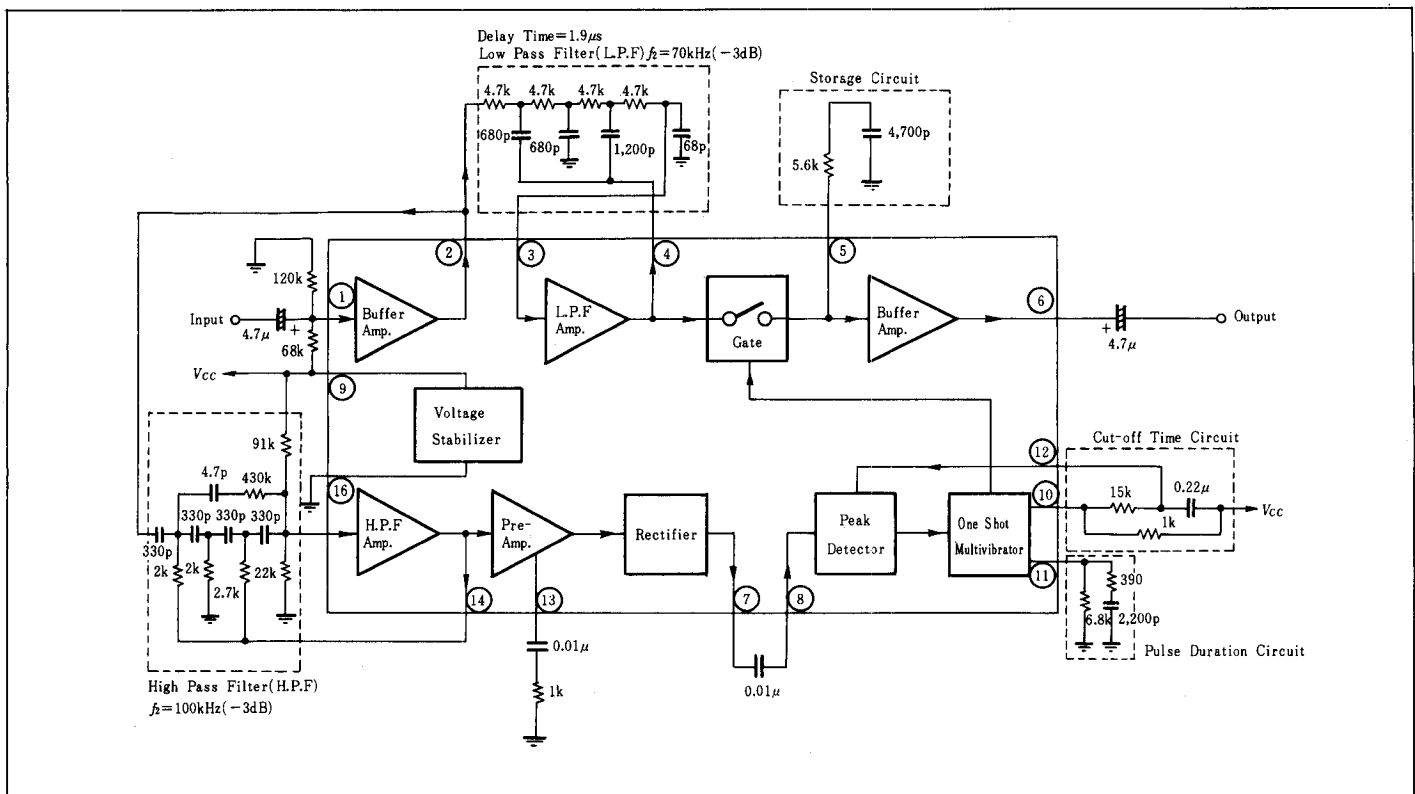 Delay Time=1.9μs
Low Pass Filter(L.P.F) f2=70kHz(−3dB)
4.7k 4.7k 4.7k 4.7k
680p
680p
1,200p
68p
Storage Circuit
4,700p
5.6k
2
3
4
5
120k
1
Buffer
Amp.
L.P.F
Amp.
Gate
Buffer
Amp.
6
Input
4.7μ
+
68k
+
4.7μ
Output
Vcc
9
Voltage
Stabilizer
91k
4.7p
430k
330p 330p 330p
330p
2k
2k
2.7k
22k
16
H.P.F
Amp.
Pre-
Amp.
Rectifier
Peak
Detector
One Shot
Multivibrator
12
10
11
Cut-off Time Circuit
15k
0.22μ
1k
Vcc
390
6.8k
2,200p
Pulse Duration Circuit
14
13
7
8
0.01μ
1k
0.01μ
High Pass Filter(H.P.F)
f2=100kHz(−3dB)